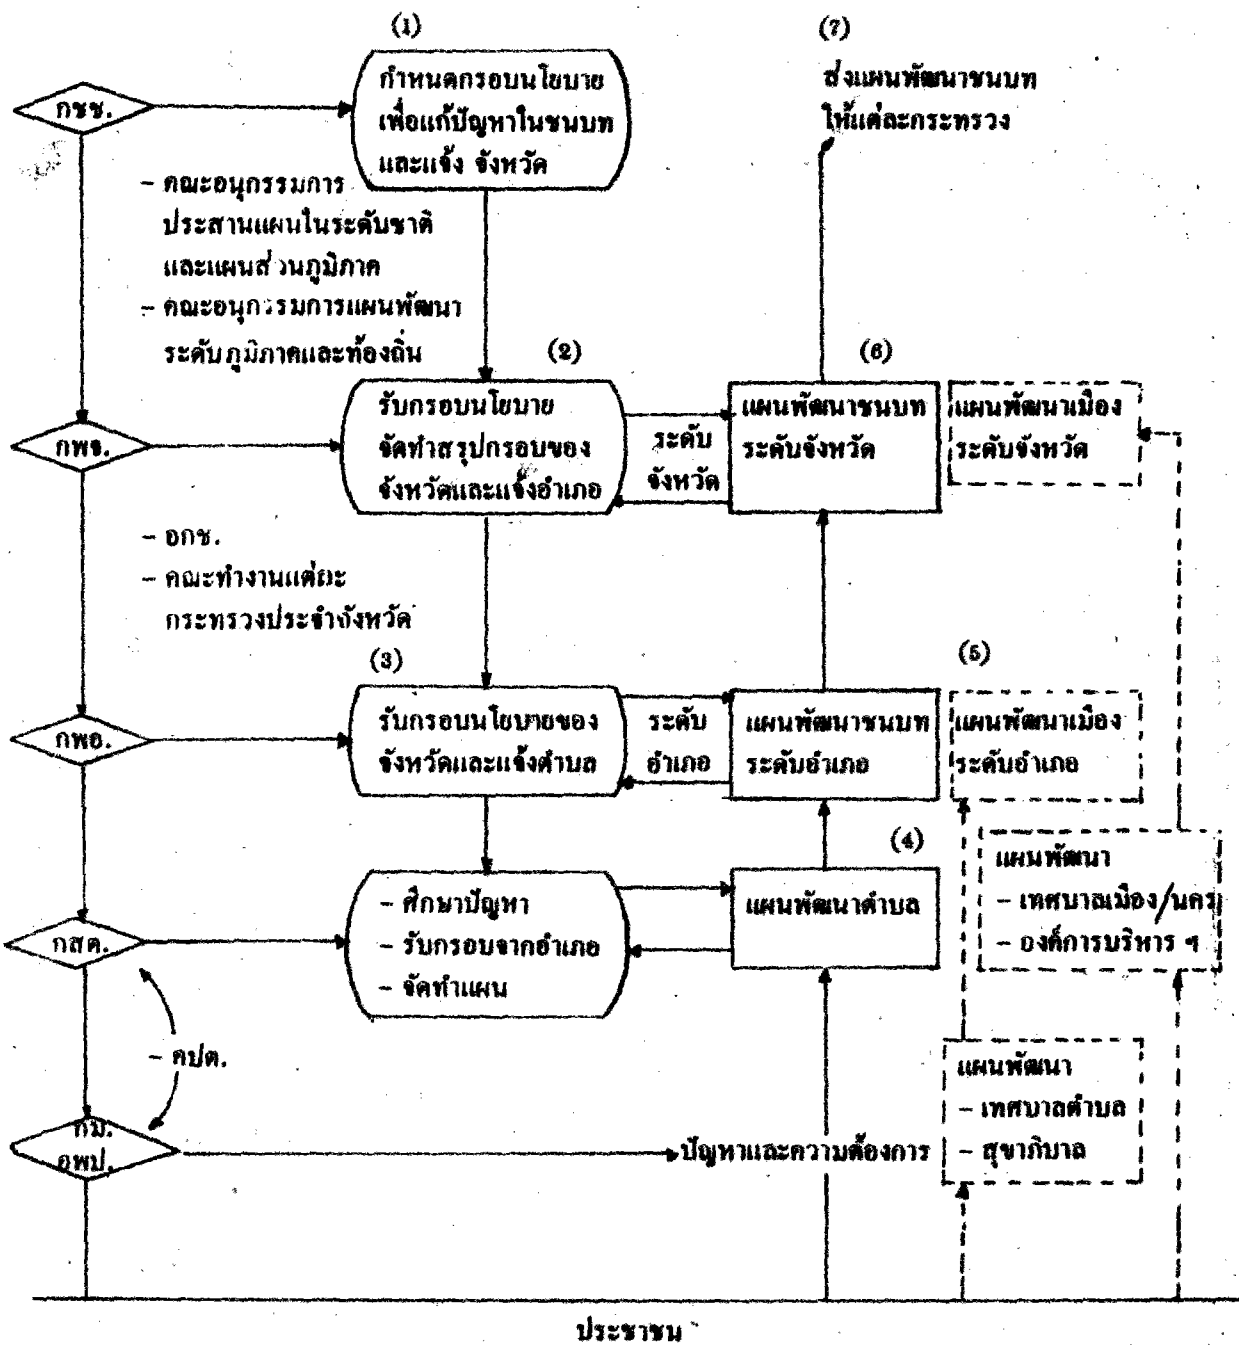 (1)
(7)
กชช.
กำหนดกรอบนโยบาย
เพื่อแก้ปัญหาในชนบท
และแจ้ง จังหวัด
ส่งแผนพัฒนาชนบท
ให้แต่ละกระทรวง
- คณะอนุกรรมการ
ประสานแผนในระดับชาติ
และแผนส่วนภูมิภาค
- คณะอนุกรรมการแผนพัฒนา
ระดับภูมิภาคและท้องถิ่น
(2)
(6)
กพจ.
รับกรอบนโยบาย
จัดทำสรุปกรอบของ
จังหวัดและแจ้งอำเภอ
ระดับ
จังหวัด
แผนพัฒนาชนบท
ระดับจังหวัด
แผนพัฒนาเมือง
ระดับจังหวัด
- อกช.
- คณะทำงานแต่ละ
กระทรวงประจำจังหวัด
(3)
(5)
กพอ.
รับกรอบนโยบายของ
จังหวัดและแจ้งตำบล
ระดับ
อำเภอ
แผนพัฒนาชนบท
ระดับอำเภอ
แผนพัฒนาเมือง
ระดับอำเภอ
(4)
กสต.
- ศึกษาปัญหา
- รับกรอบจากอำเภอ
- จัดทำแผน
แผนพัฒนาตำบล
แผนพัฒนา
- เทศบาลเมือง/นคร
- องค์การบริหาร ฯ
- คปต.
แผนพัฒนา
- เทศบาลตำบล
- สุขาภิบาล
กม.
อพป.
ปัญหาและความต้องการ
ประชาชน